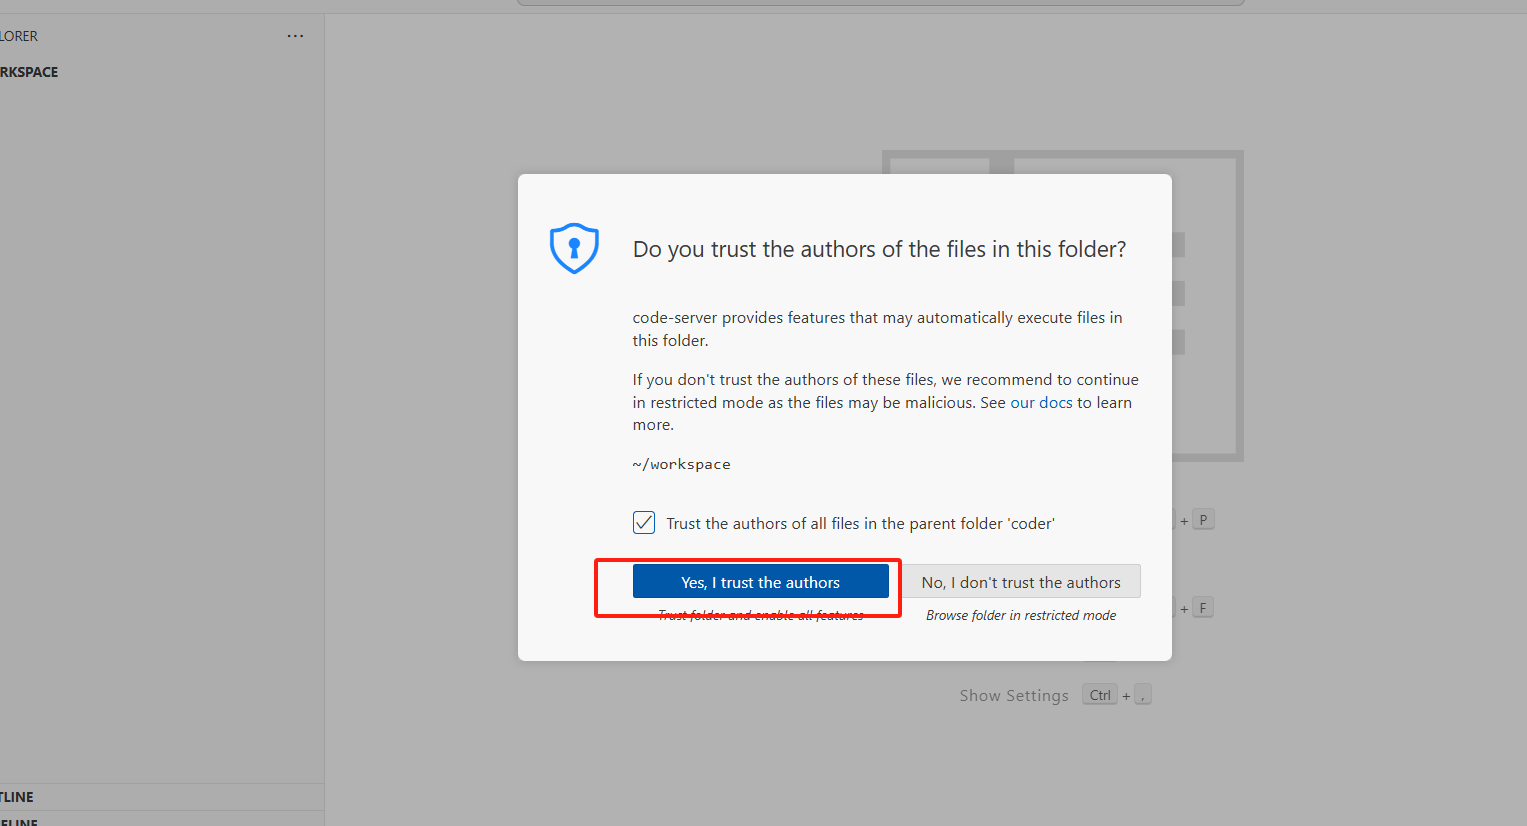 LORER ···
RKSPACE
Do you trust the authors of the files in this folder?
code-server provides features that may automatically execute files in
this folder.
If you don't trust the authors of these files, we recommend to continue
in restricted mode as the files may be malicious. See our docs to learn
more.
~/workspace
Trust the authors of all files in the parent folder 'coder'
+ P
Yes, I trust the authors
No, I don't trust the authors
Trust folder and enable all features
Browse folder in restricted mode
+ F
Show Settings Ctrl + ,
TLINE
ELINE